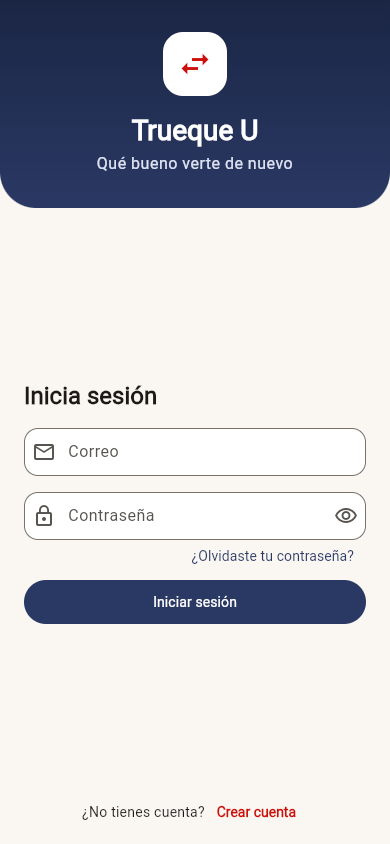 Trueque U
Qué bueno verte de nuevo
Inicia sesión
Correo
Contraseña
¿Olvidaste tu contraseña?
Iniciar sesión
¿No tienes cuenta? Crear cuenta